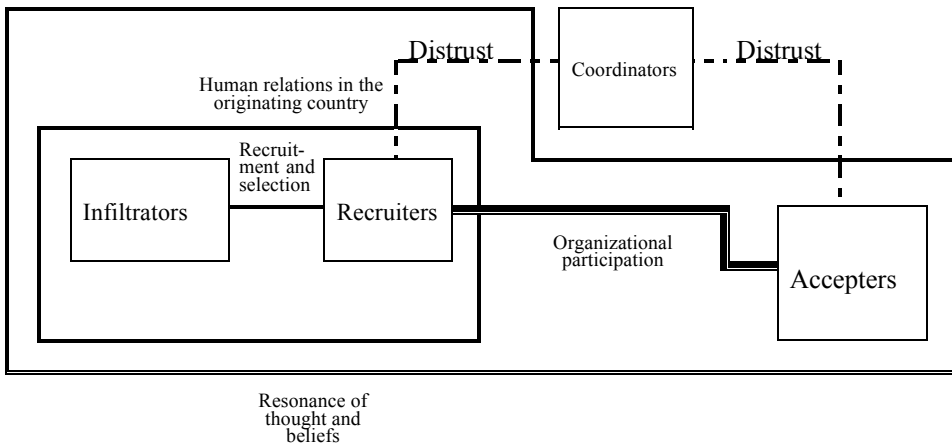 Distrust
Coordinators
Distrust
Human relations in the
originating country
Recruit-
ment and
selection
Infiltrators
Recruiters
Organizational
participation
Accepters
Resonance of
thought and
beliefs